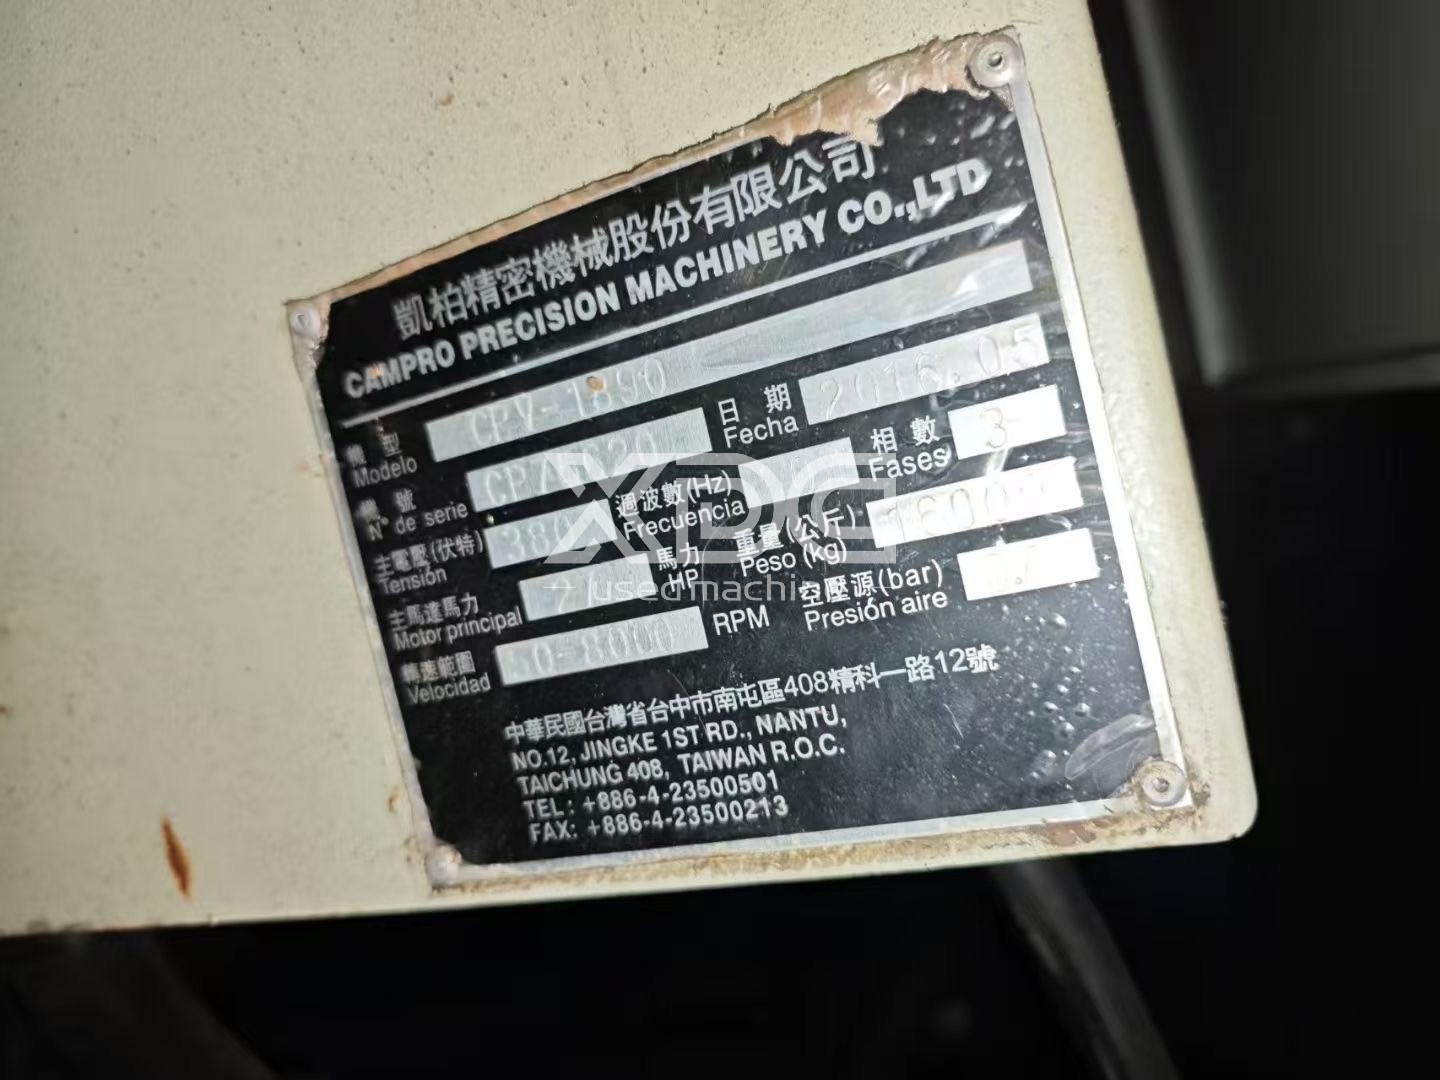 凱柏精密機械股份有限公司
CAMPRO PRECISION MACHINERY CO.,LTD
機型 Modelo CPV-1890
日期 Fecha 2016.05
機號 N° de serie
相數 Fases 3
主電壓(伏特) Tensión 380
週波數(Hz) Frecuencia
重量(公斤) Peso (kg)
主馬達馬力 Motor principal
馬力 HP
空壓源(bar) Presión aire
轉速範圍 Velocidad
RPM
中華民國台灣省台中市南屯區408精科一路12號
NO.12, JINGKE 1ST RD., NANTU,
TAICHUNG 408, TAIWAN R.O.C.
TEL: +886-4-23500501
FAX: +886-4-23500213
XDG
used machine